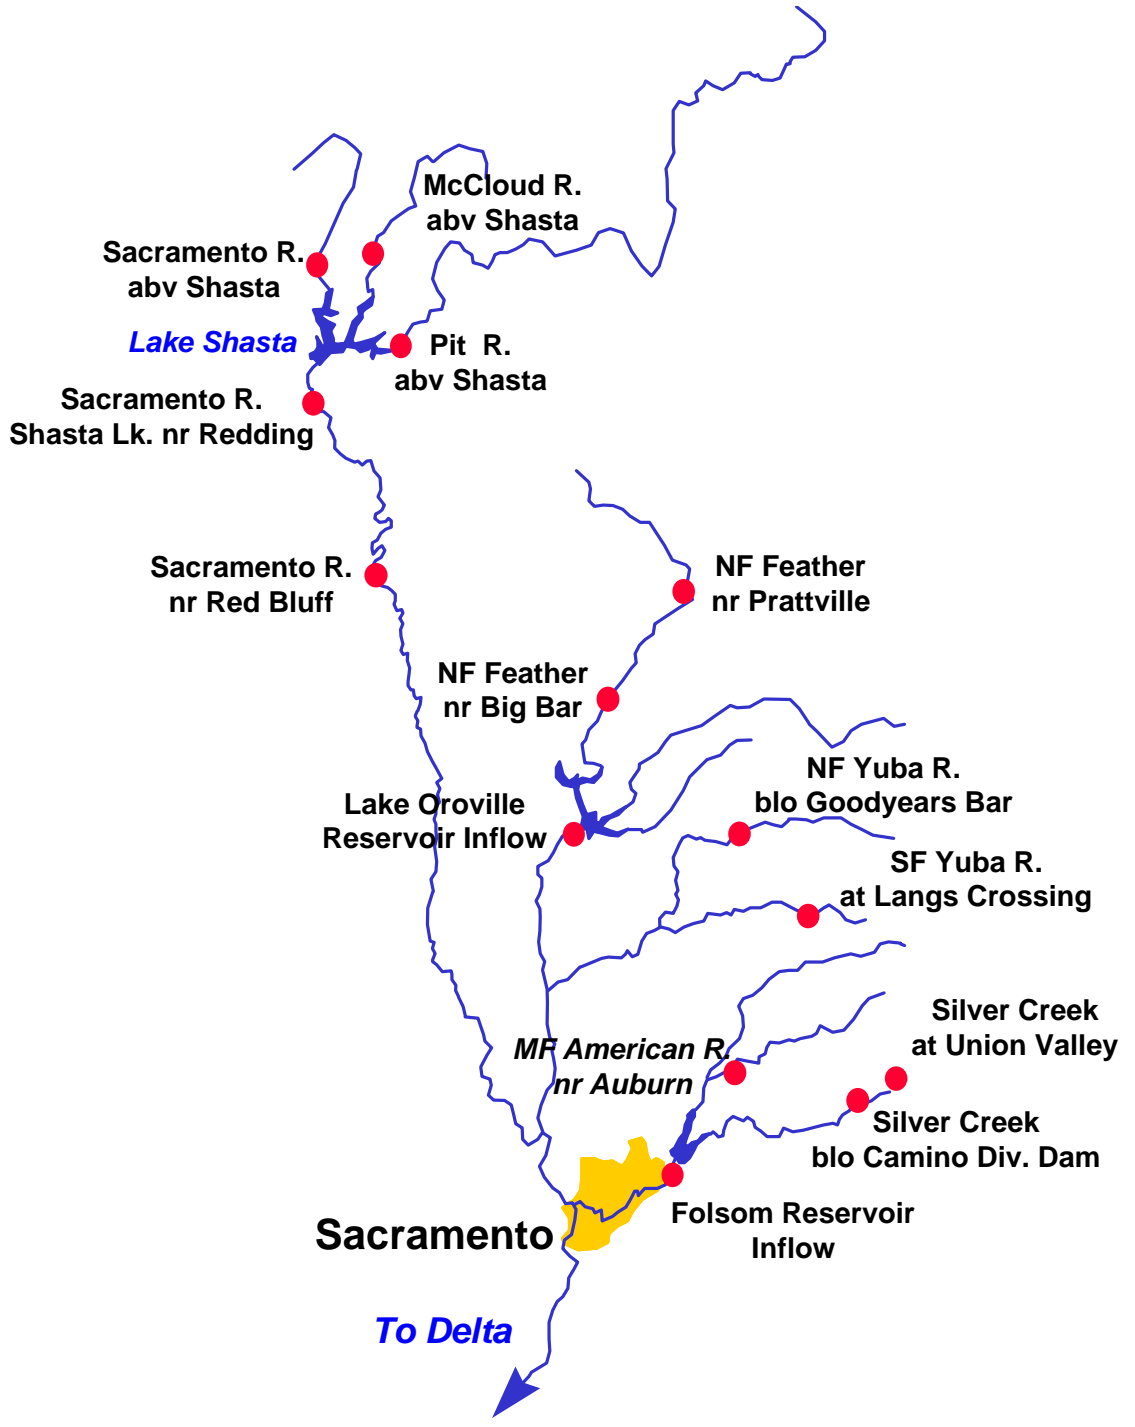 McCloud R.
abv Shasta
Sacramento R.
abv Shasta
Lake Shasta
Pit R.
abv Shasta
Sacramento R.
Shasta Lk. nr Redding
Sacramento R.
nr Red Bluff
NF Feather
nr Prattville
NF Feather
nr Big Bar
NF Yuba R.
blo Goodyears Bar
Lake Oroville
Reservoir Inflow
SF Yuba R.
at Langs Crossing
Silver Creek
at Union Valley
MF American R.
nr Auburn
Silver Creek
blo Camino Div. Dam
Folsom Reservoir
Inflow
Sacramento
To Delta